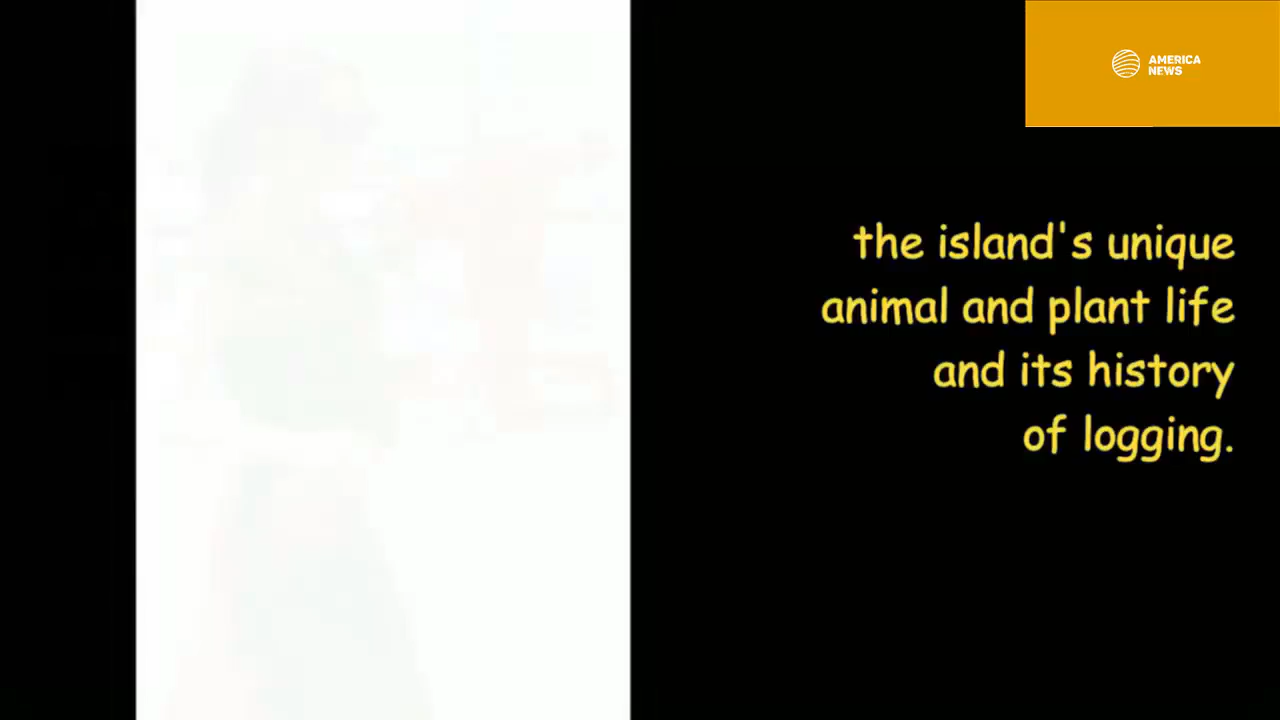 AMERICA
NEWS
the island's unique
animal and plant life
and its history
of logging.